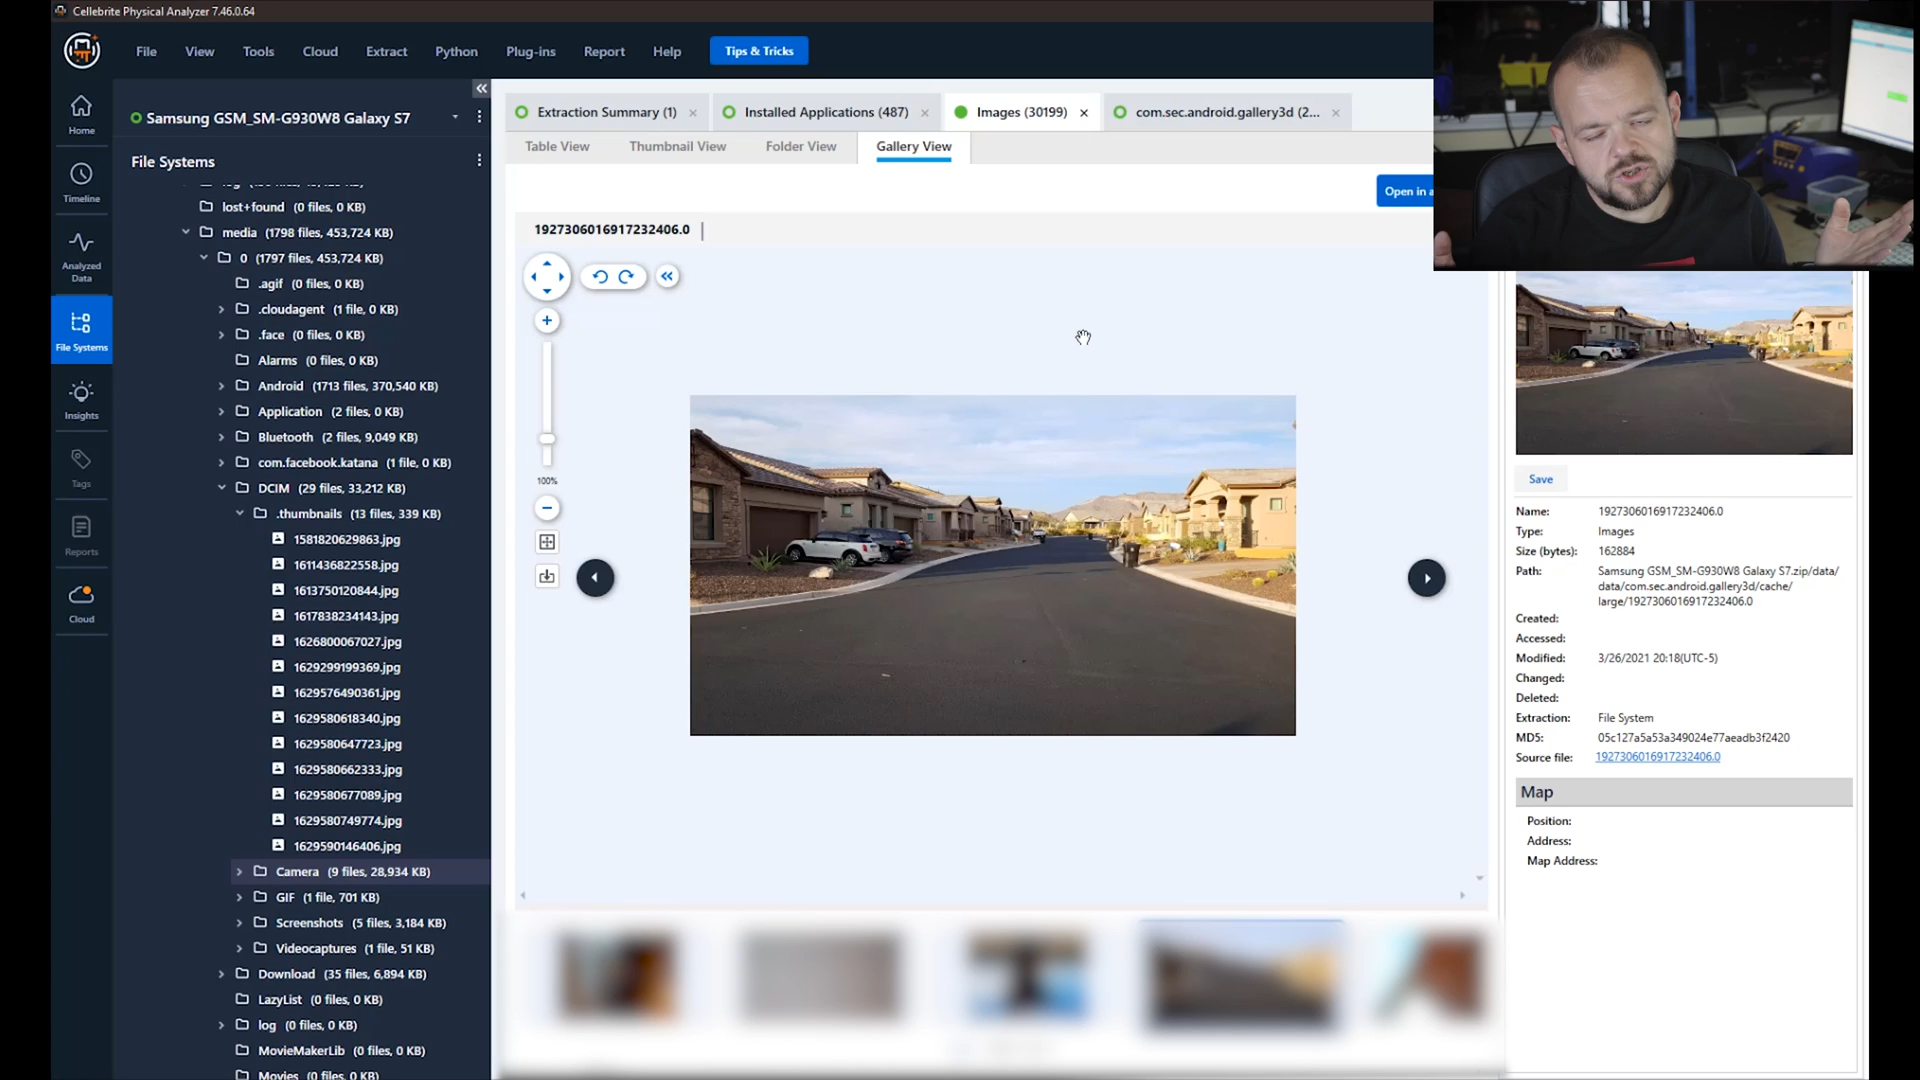 Cellebrite Physical Analyzer 7.46.0.64
File View Tools Cloud Extract Python Plug-ins Report Help Tips & Tricks
Home
Timeline
Analyzed
Data
File Systems
Insights
Tags
Reports
Cloud
Samsung GSM_SM-G930W8 Galaxy S7
File Systems
lost+found (0 files, 0 KB)
media (1798 files, 453,724 KB)
0 (1797 files, 453,724 KB)
.agif (0 files, 0 KB)
.cloudagent (1 file, 0 KB)
.face (0 files, 0 KB)
Alarms (0 files, 0 KB)
Android (1713 files, 370,540 KB)
Application (2 files, 0 KB)
Bluetooth (2 files, 9,049 KB)
com.facebook.katana (1 file, 0 KB)
DCIM (29 files, 33,212 KB)
.thumbnails (13 files, 339 KB)
1581820629863.jpg
1611436822558.jpg
1613750120844.jpg
1617838234143.jpg
1626800067027.jpg
1629299199369.jpg
1629576490361.jpg
1629580618340.jpg
1629580647723.jpg
1629580662333.jpg
1629580677089.jpg
1629580749774.jpg
1629590146406.jpg
Camera (9 files, 28,934 KB)
GIF (1 file, 701 KB)
Screenshots (5 files, 3,184 KB)
Videocaptures (1 file, 51 KB)
Download (35 files, 6,894 KB)
LazyList (0 files, 0 KB)
log (0 files, 0 KB)
MovieMakerLib (0 files, 0 KB)
Movies (0 files, 0 KB)
Extraction Summary (1) Installed Applications (487) Images (30199) com.sec.android.gallery3d (2...
Table View Thumbnail View Folder View Gallery View
Open in a
1927306016917232406.0
100%
Save
Name: 1927306016917232406.0
Type: Images
Size (bytes): 162884
Path: Samsung GSM_SM-G930W8 Galaxy S7.zip/data/
data/com.sec.android.gallery3d/cache/
large/1927306016917232406.0
Created:
Accessed:
Modified: 3/26/2021 20:18(UTC-5)
Changed:
Deleted:
Extraction: File System
MD5: 05c127a5a53a349024e77aeadb3f2420
Source file: 1927306016917232406.0
Map
Position:
Address:
Map Address: